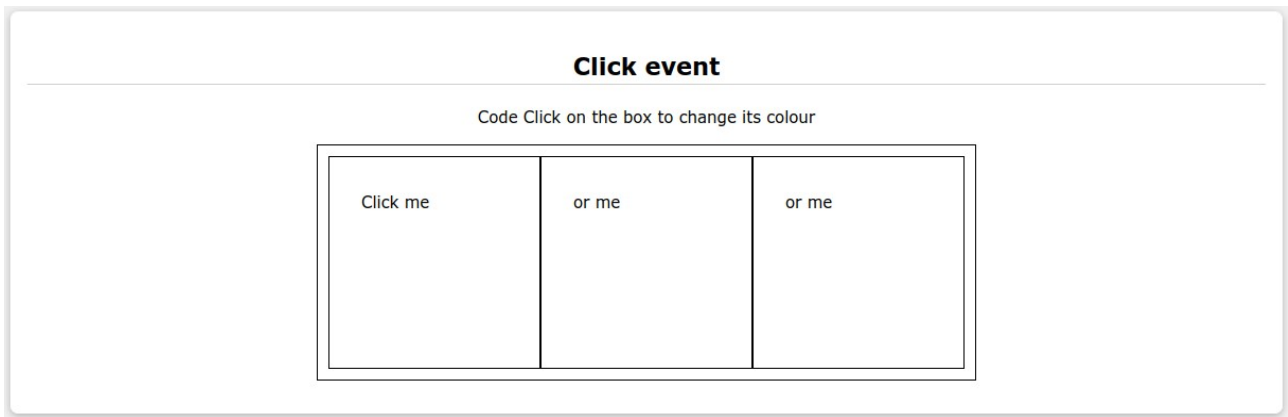 Click event
Code Click on the box to change its colour
Click me
or me
or me